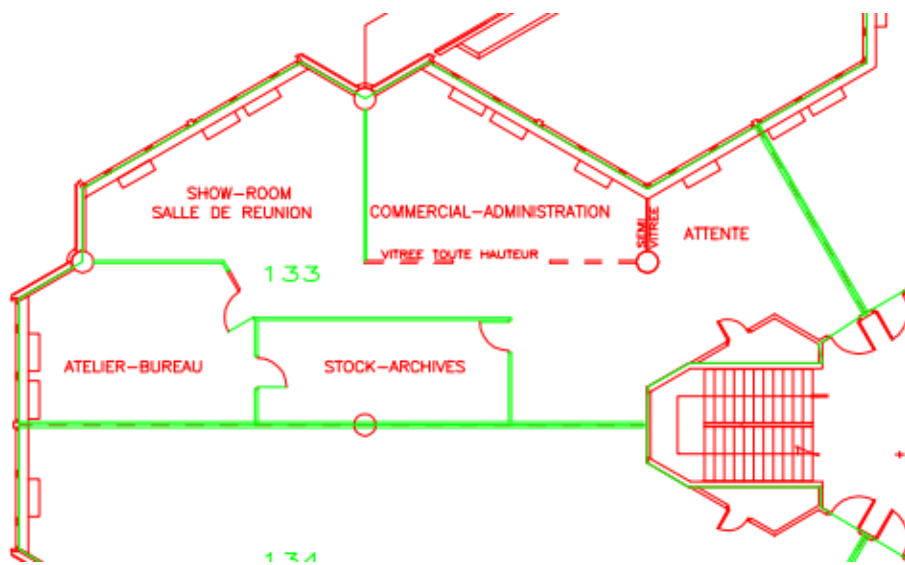 SHOW-ROOM
SALLE DE REUNION
COMMERCIAL-ADMINISTRATION
SEMI
VITREE
ATTENTE
VITREE TOUTE HAUTEUR
133
ATELIER-BUREAU
STOCK-ARCHIVES
134